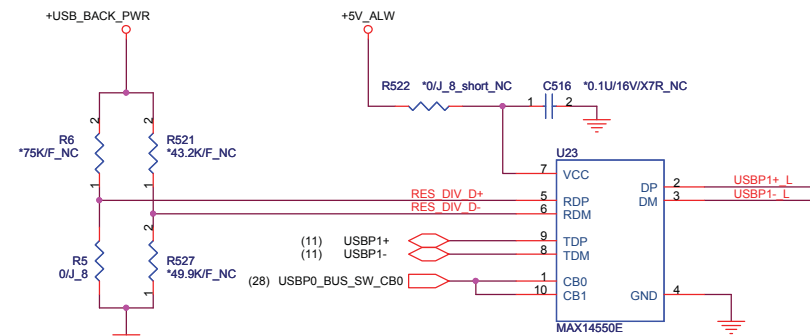 +USB_BACK_PWR
+5V_ALW
R522
*0/J_8_short_NC
C516
*0.1U/16V/X7R_NC
1
2
2
2
R6
*75K/F_NC
R521
*43.2K/F_NC
1
1
U23
7
VCC
RES_DIV_D+
5
RDP
RES_DIV_D-
6
RDM
DP
2
USBP1+_L
DM
3
USBP1-_L
2
(11)
USBP1+
9
TDP
(11)
USBP1-
8
TDM
R5
0/J_8
R527
*49.9K/F_NC
(28)
USBP0_BUS_SW_CB0
1
CB0
10
CB1
GND
4
1
MAX14550E